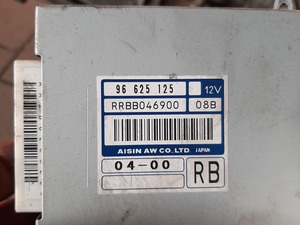 96 625 125 12V
RRBB046900 08B
AISIN AW CO.,LTD. JAPAN
04-00 RB